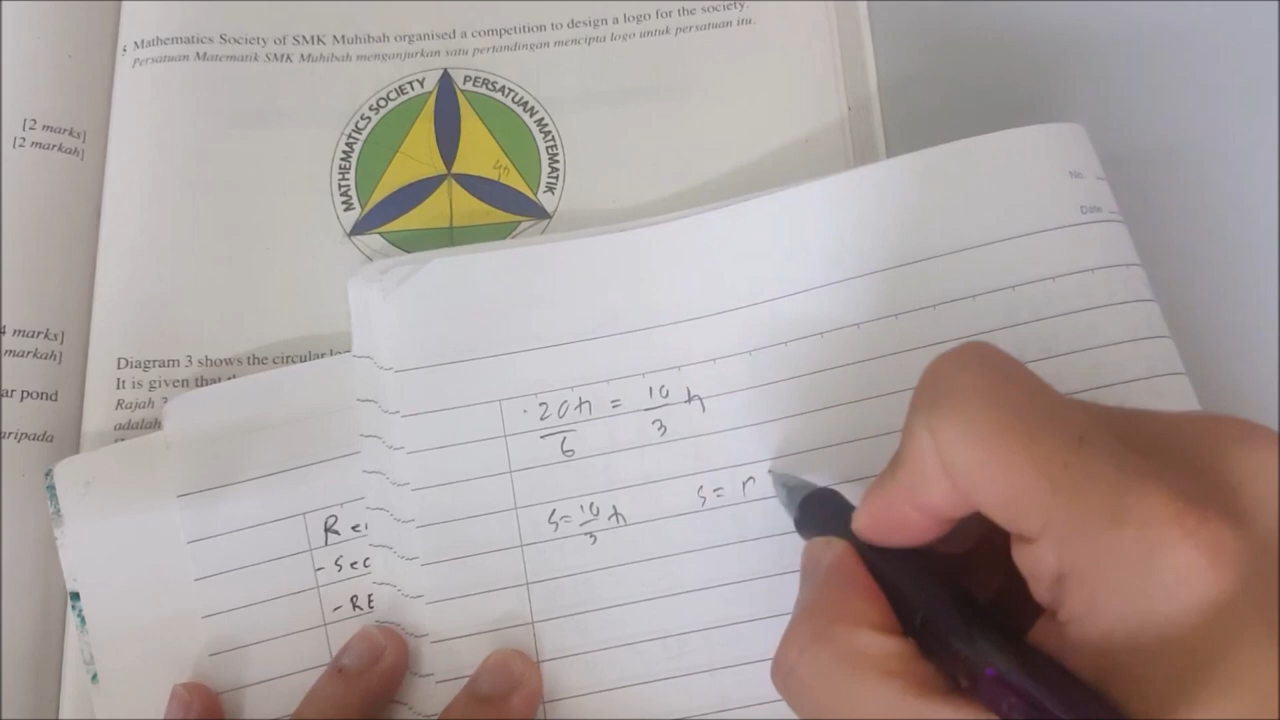 5 Mathematics Society of SMK Muhibah organised a competition to design a logo for the society.
Persatuan Matematik SMK Muhibah menganjurkan satu pertandingan mencipta logo untuk persatuan itu.
[2 marks]
[2 markah]
MATHEMATICS SOCIETY
PERSATUAN MATEMATIK
No.
Date
4 marks]
markah]
Diagram 3 shows the circular
It is given that
Rajah
adalah
ar pond
aripada
20π/6 = 10/3 π
S = 10/3 π
S = r
Rei
- Sec
- RE